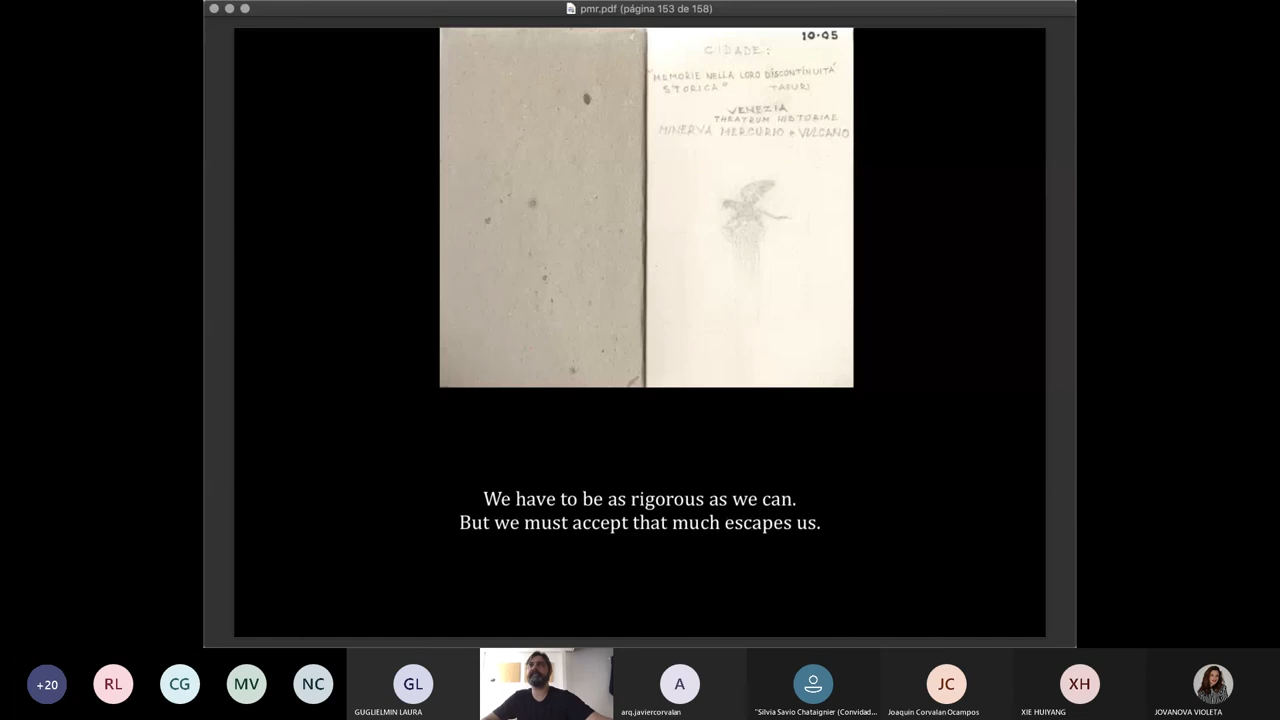 pmr.pdf (página 153 de 158)
10.05
CIDADE:
"MEMORIE NELLA LORO DISCONTINUITÀ
STORICA" TAFURI
VENEZIA
THEATRUM HISTORIAE
MINERVA MERCURIO e VULCANO
We have to be as rigorous as we can.
But we must accept that much escapes us.
+20
RL
CG
MV
NC
GL
A
JC
XH
GUGLIELMIN LAURA
arq.javiercorvalan
"Silvia Savio Chataignier (Convidad...
Joaquin Corvalan Ocampos
XIE HUIYANG
JOVANOVA VIOLETA